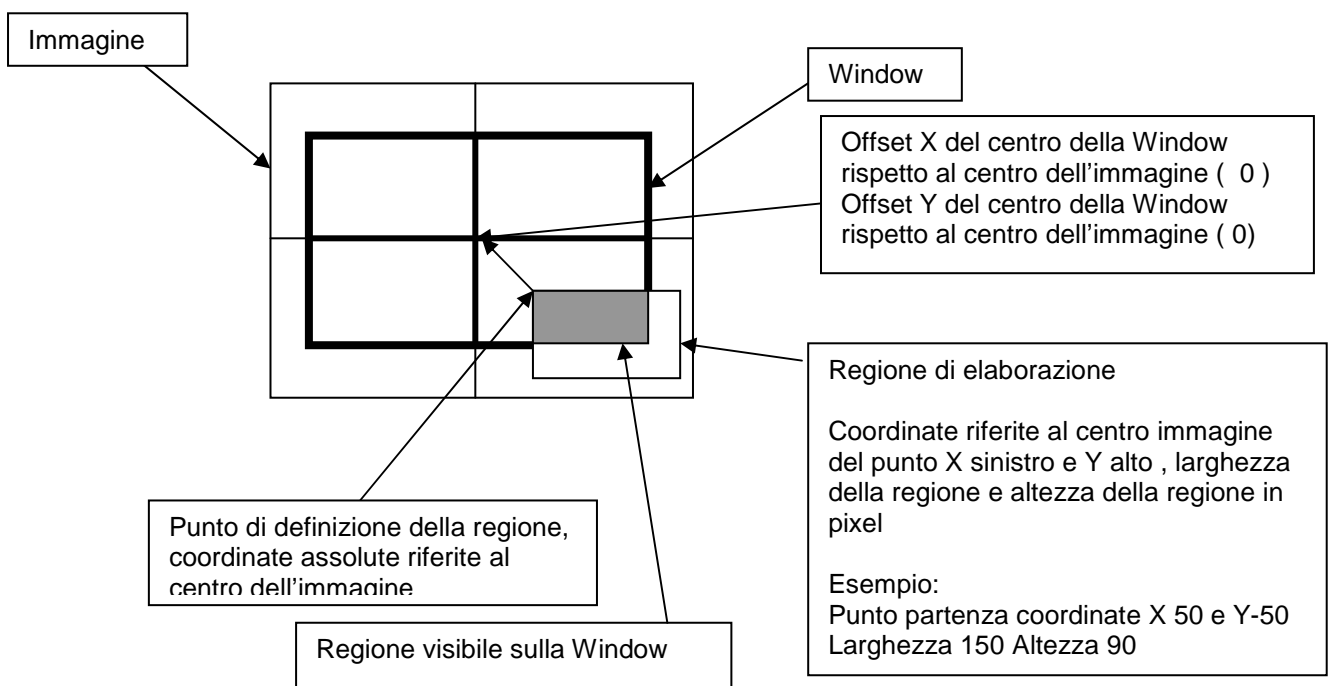 Immagine
Window
Offset X del centro della Window
rispetto al centro dell'immagine ( 0 )
Offset Y del centro della Window
rispetto al centro dell'immagine ( 0)
Regione di elaborazione
Coordinate riferite al centro immagine
del punto X sinistro e Y alto , larghezza
della regione e altezza della regione in
pixel
Esempio:
Punto partenza coordinate X 50 e Y-50
Larghezza 150 Altezza 90
Punto di definizione della regione,
coordinate assolute riferite al
centro dell'immagine
Regione visibile sulla Window